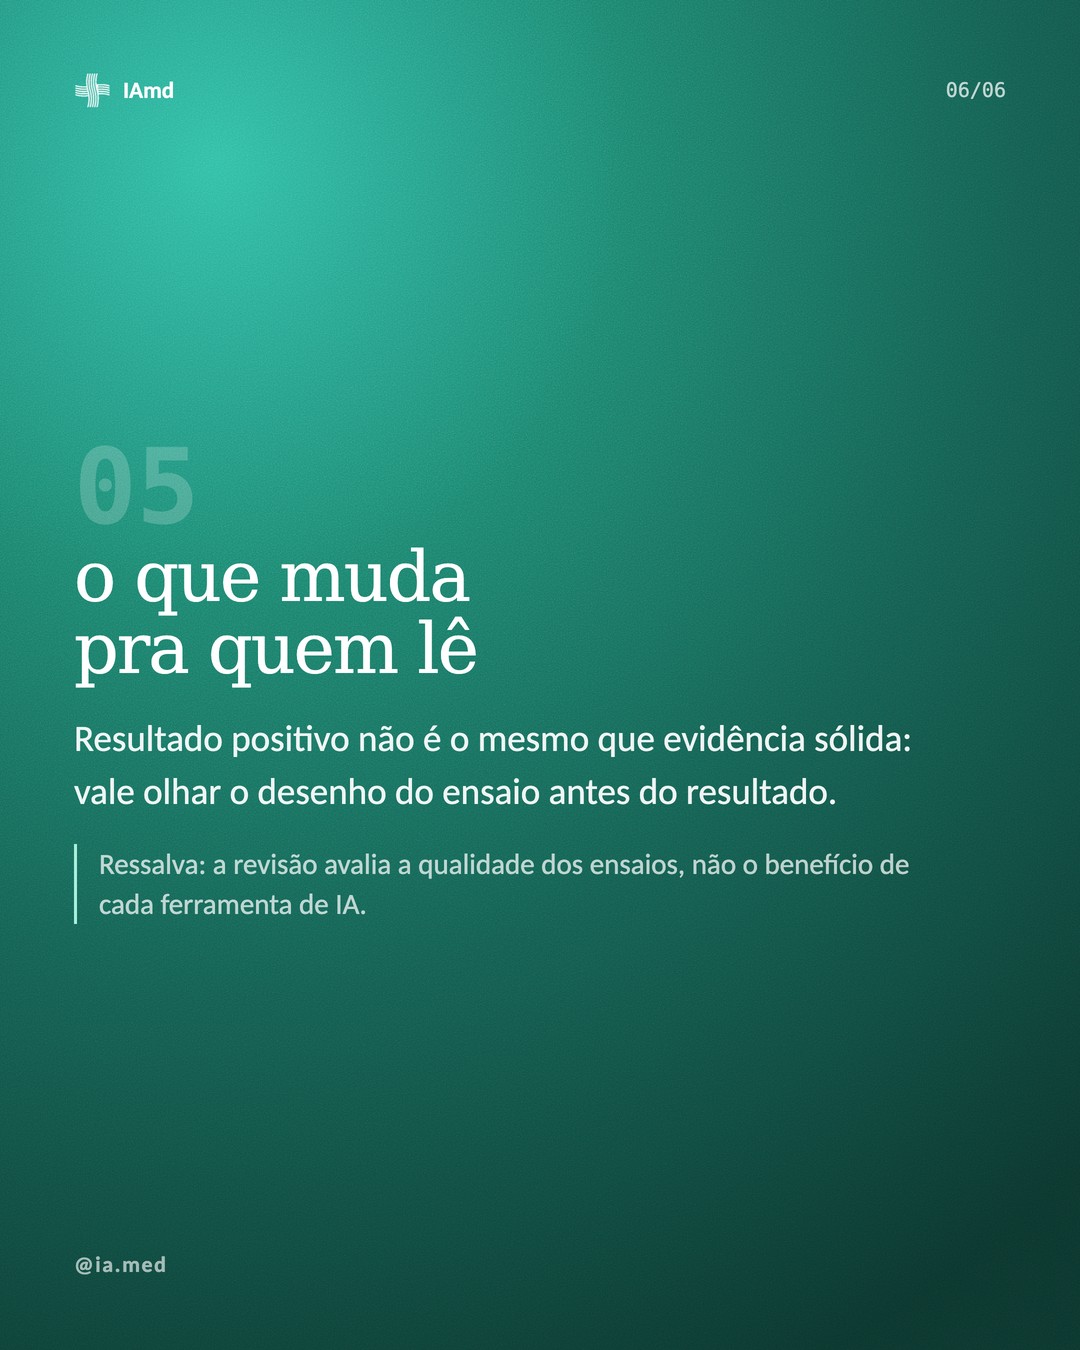 IAmd
06/06
05
o que muda
pra quem lê
Resultado positivo não é o mesmo que evidência sólida:
vale olhar o desenho do ensaio antes do resultado.
Ressalva: a revisão avalia a qualidade dos ensaios, não o benefício de
cada ferramenta de IA.
@ia.med